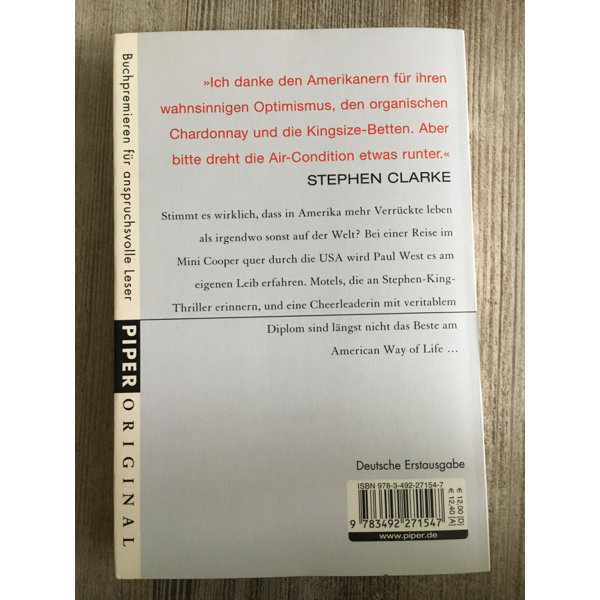 »Ich danke den Amerikanern für ihren
wahnsinnigen Optimismus, den organischen
Chardonnay und die Kingsize-Betten. Aber
bitte dreht die Air-Condition etwas runter.«
STEPHEN CLARKE
Stimmt es wirklich, dass in Amerika mehr Verrückte leben
als irgendwo sonst auf der Welt? Bei einer Reise im
Mini Cooper quer durch die USA wird Paul West es am
eigenen Leib erfahren. Motels, die an Stephen-King-
Thriller erinnern, und eine Cheerleaderin mit veritablem
Diplom sind längst nicht das Beste am
American Way of Life ...
Deutsche Erstausgabe
ISBN 978-3-492-27154-7
9 783492 271547
€ 12,00 [D]
€ 12,40 [A]
www.piper.de
Buchpremieren für anspruchsvolle Leser
PIPER ORIGINAL